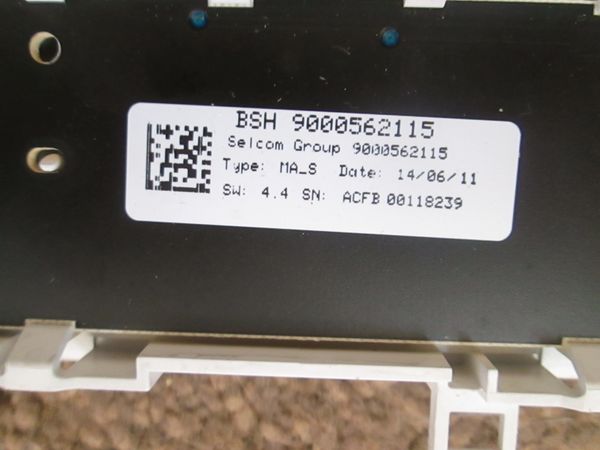 BSH 9000562115
Selcom Group 9000562115
Type: MA_S Date: 14/06/11
SW: 4.4 SN: ACFB 00118239